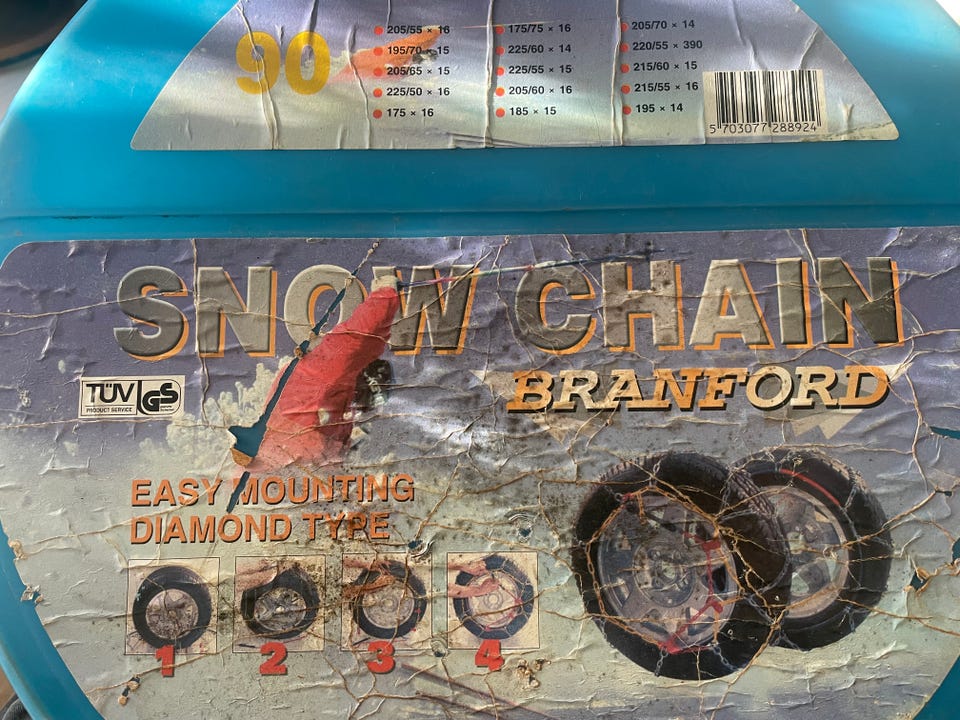 90
205/55 × 16
195/70 × 15
205/65 × 15
225/50 × 16
175 × 16
175/75 × 16
225/60 × 14
225/55 × 15
205/60 × 16
185 × 15
205/70 × 14
220/55 × 390
215/60 × 15
215/55 × 16
195 × 14
5 703077 288924
SNOW CHAIN
BRANFORD
TÜV GS
PRODUCT SERVICE
EASY MOUNTING
DIAMOND TYPE
1 2 3 4